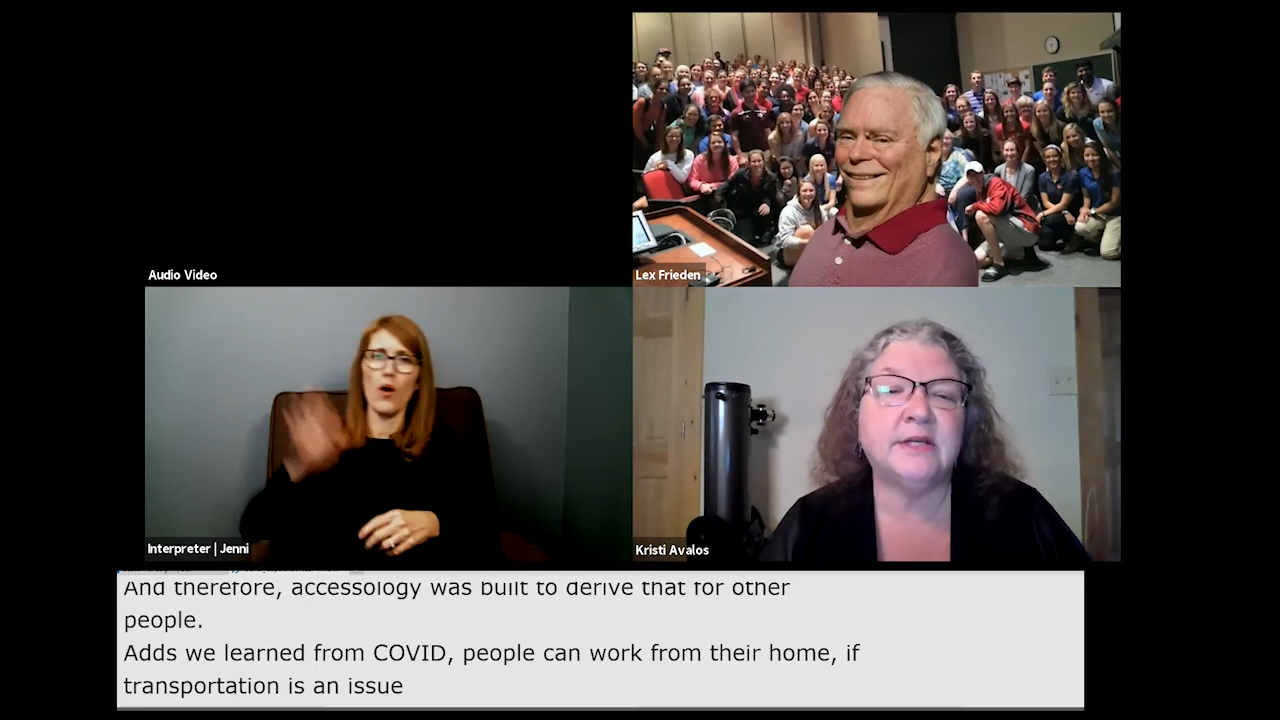 Audio Video
Lex Frieden
Interpreter | Jenni
Kristi Avalos
And therefore, accessology was built to derive that for other
people.
Adds we learned from COVID, people can work from their home, if
transportation is an issue